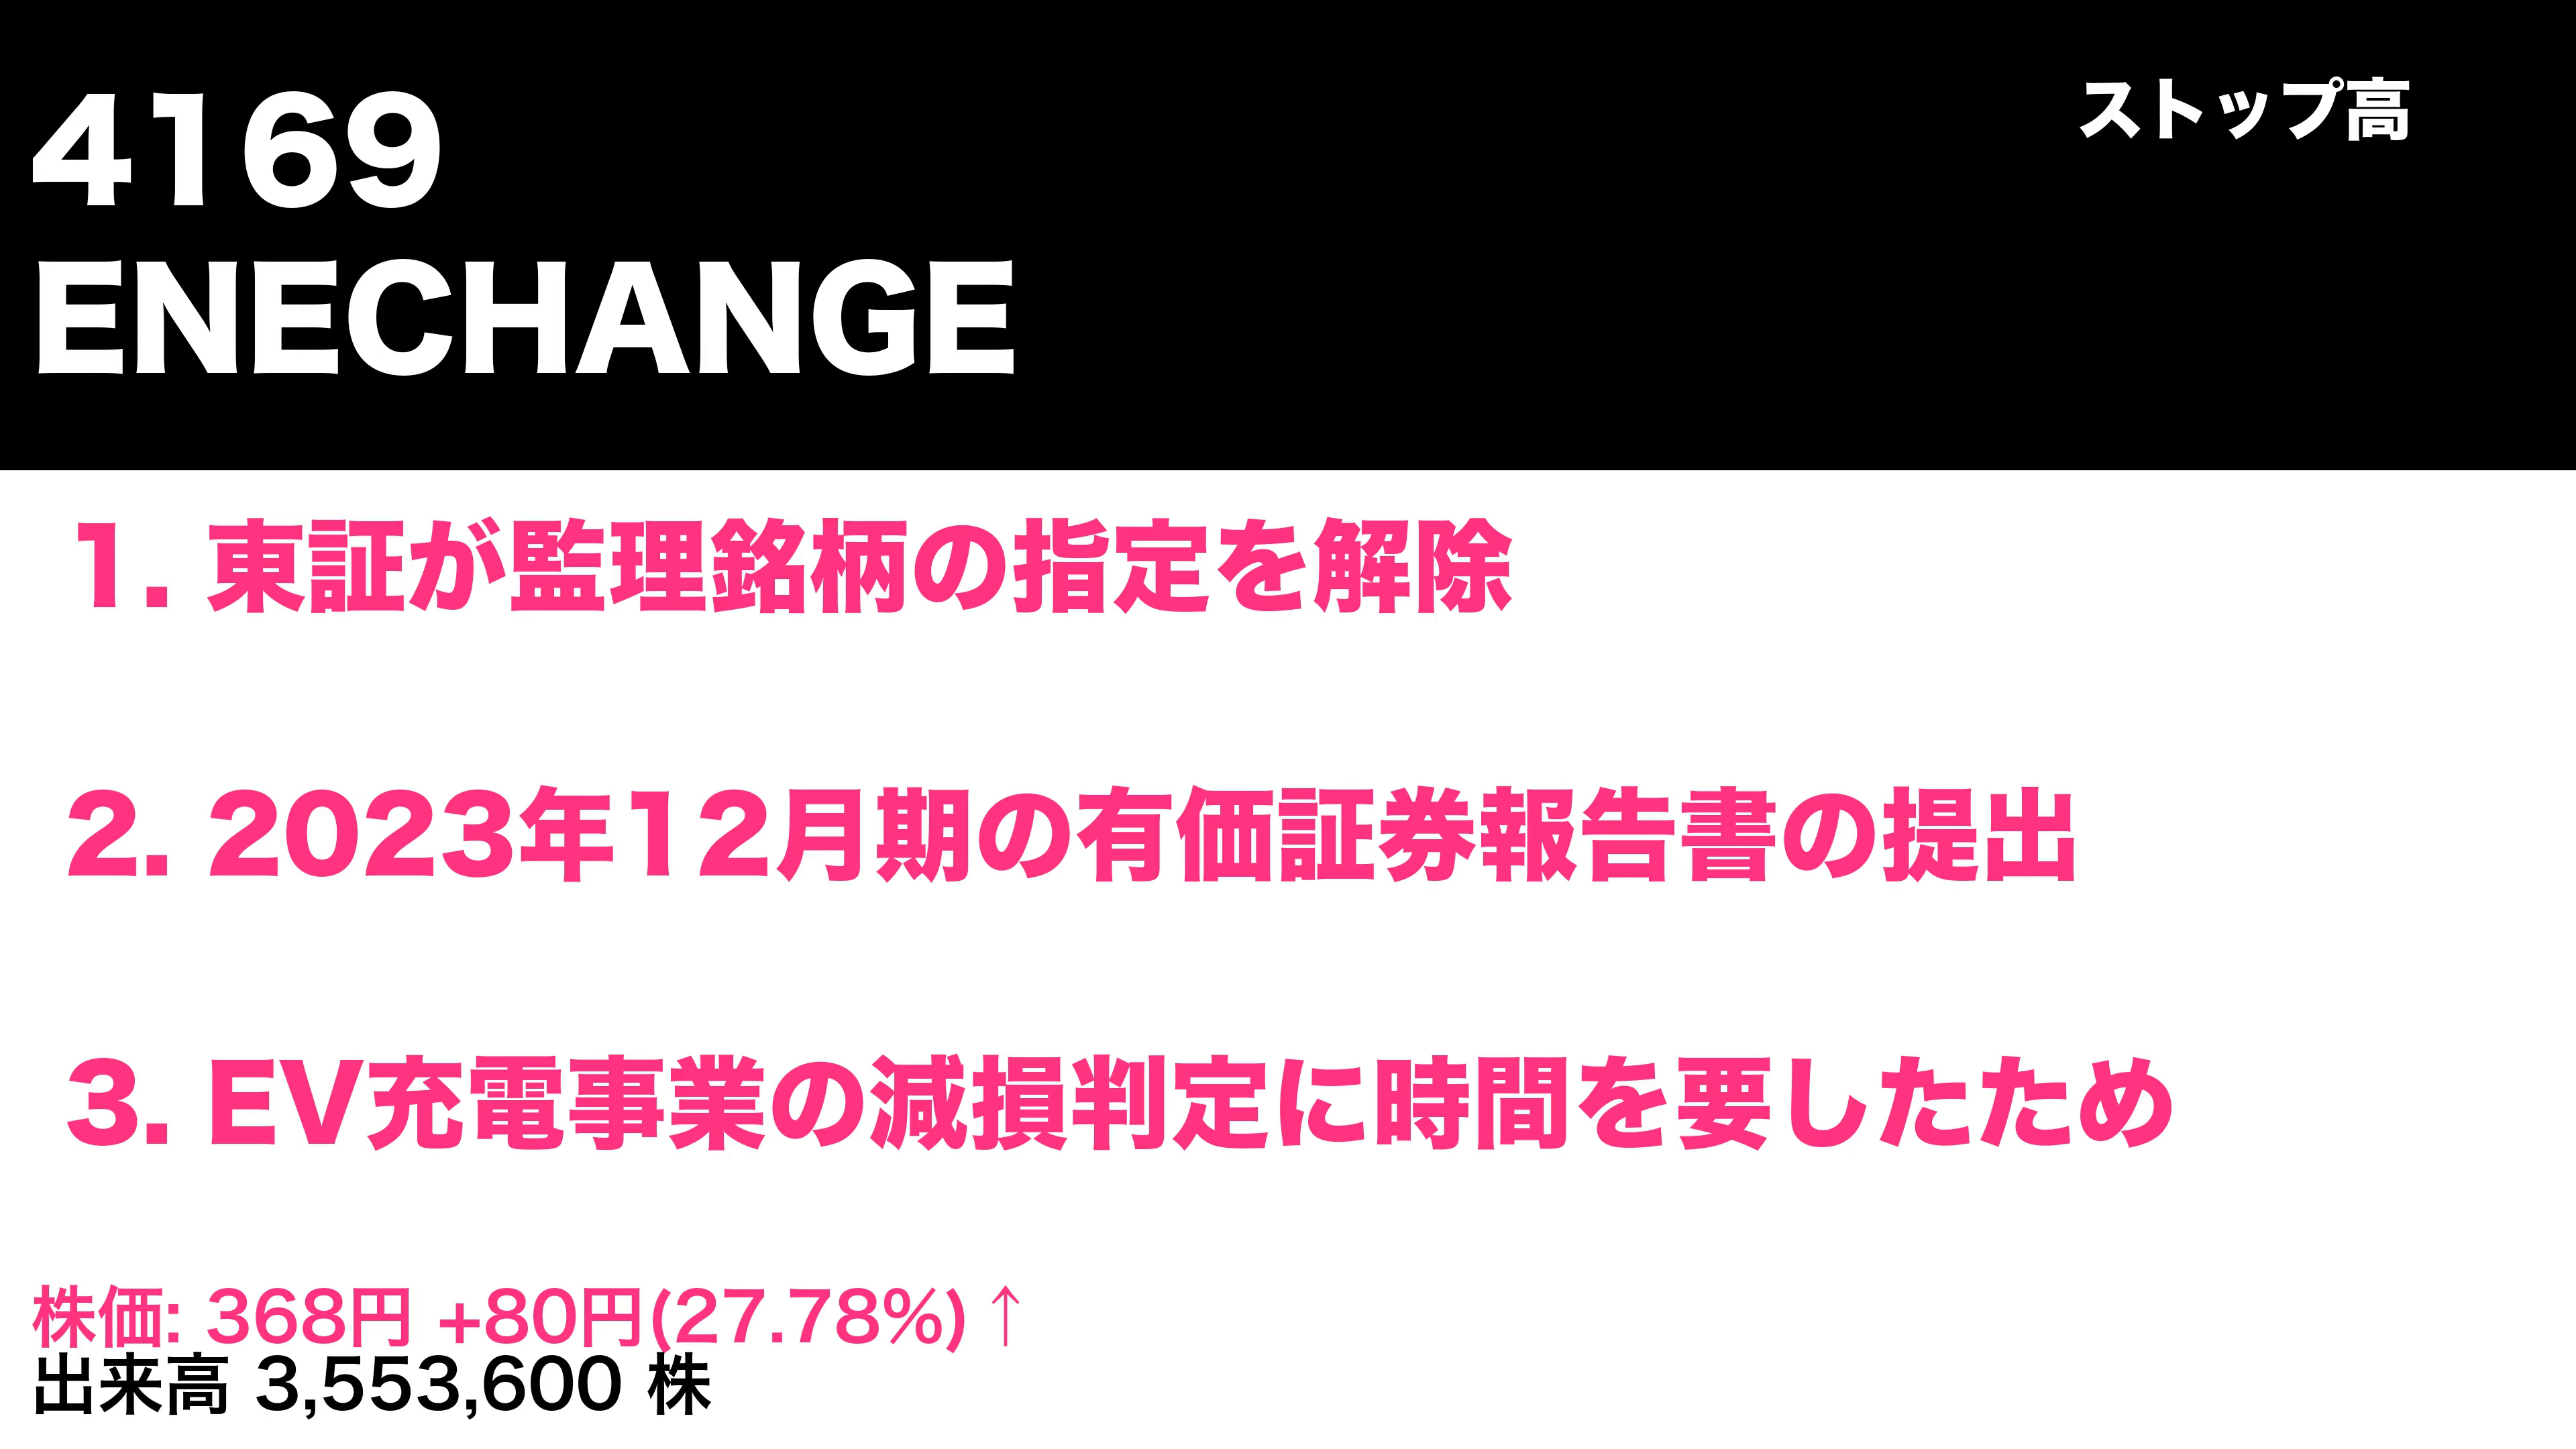 4169
ENECHANGE
ストップ高
1. 東証が監理銘柄の指定を解除
2. 2023年12月期の有価証券報告書の提出
3. EV充電事業の減損判定に時間を要したため
株価: 368円 +80円(27.78%)↑
出来高 3,553,600 株